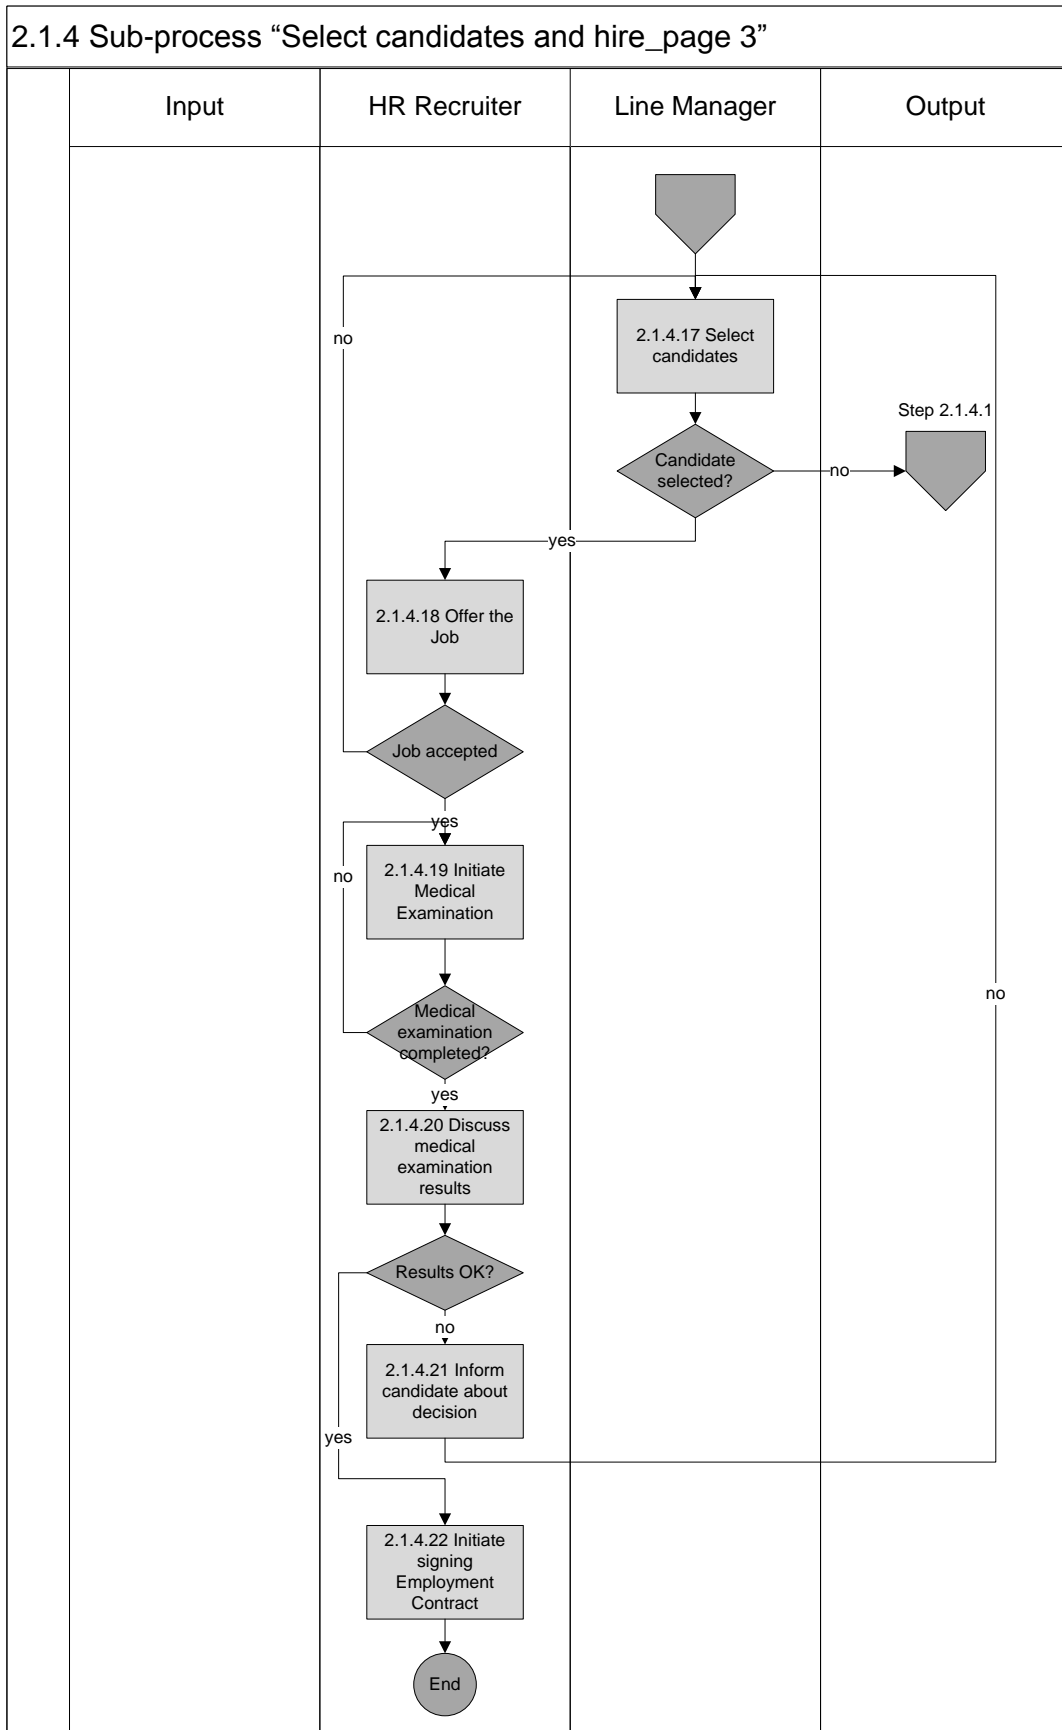 2.1.4 Sub-process “Select candidates and hire_page 3”
Input
HR Recruiter
Line Manager
Output
no
2.1.4.17 Select
candidates
Step 2.1.4.1
Candidate
selected?
no
yes
2.1.4.18 Offer the
Job
Job accepted
yes
no
2.1.4.19 Initiate
Medical
Examination
no
Medical
examination
completed?
yes
2.1.4.20 Discuss
medical
examination
results
Results OK?
no
2.1.4.21 Inform
candidate about
decision
yes
2.1.4.22 Initiate
signing
Employment
Contract
End